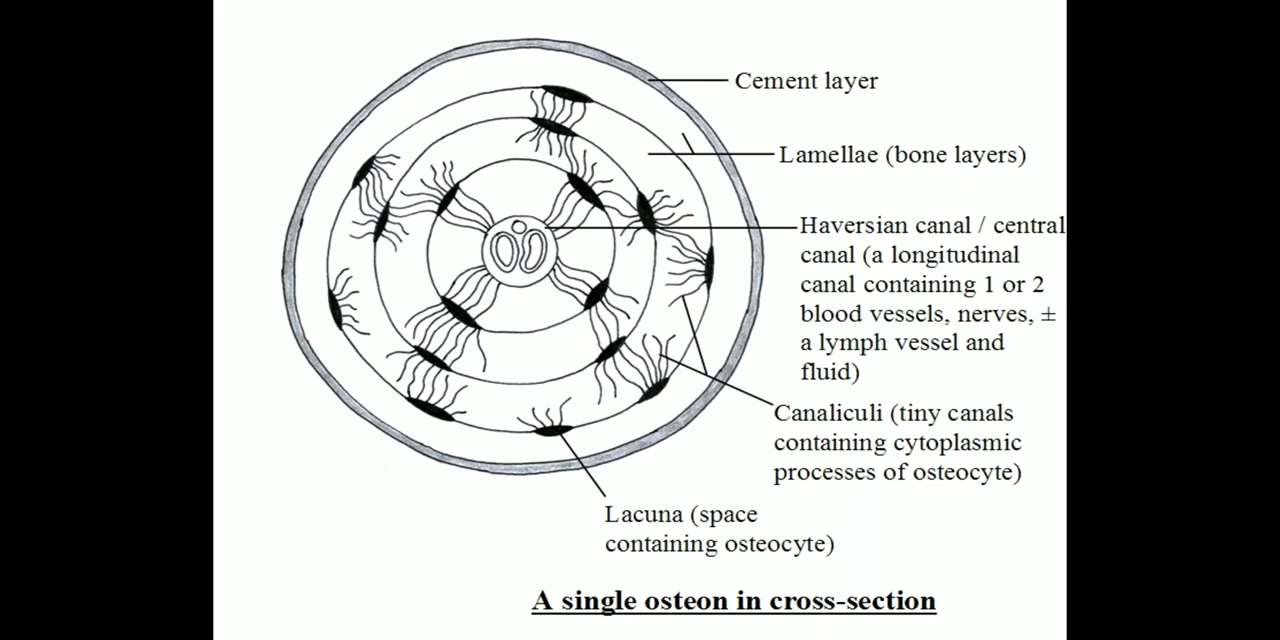 Cement layer
Lamellae (bone layers)
Haversian canal / central
canal (a longitudinal
canal containing 1 or 2
blood vessels, nerves, ±
a lymph vessel and
fluid)
Canaliculi (tiny canals
containing cytoplasmic
processes of osteocyte)
Lacuna (space
containing osteocyte)
A single osteon in cross-section